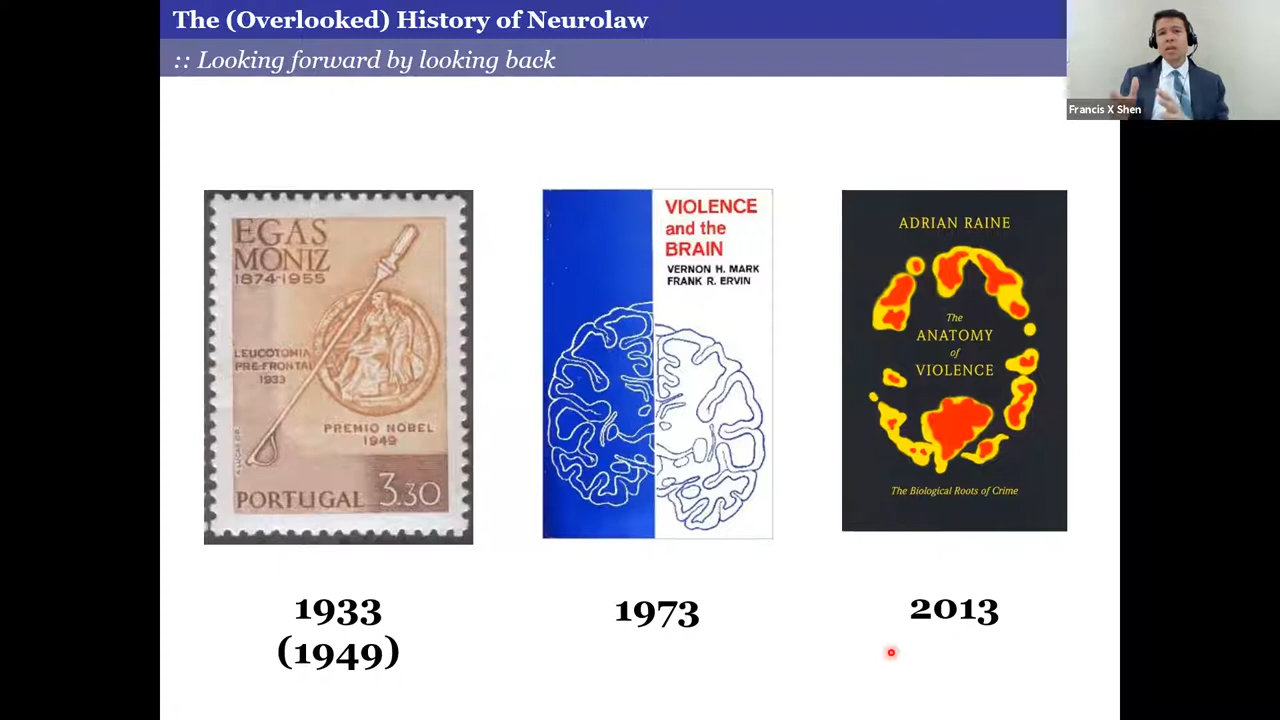 The (Overlooked) History of Neurolaw
:: Looking forward by looking back
Francis X Shen
EGAS
MONIZ
1874-1955
LEUCOTOMIA
PRE-FRONTAL
1933
PREMIO NOBEL
1949
PORTUGAL 3.30
VIOLENCE
and the
BRAIN
VERNON H. MARK
FRANK R. ERVIN
ADRIAN RAINE
The
ANATOMY
of
VIOLENCE
The Biological Roots of Crime
1933
(1949)
1973
2013